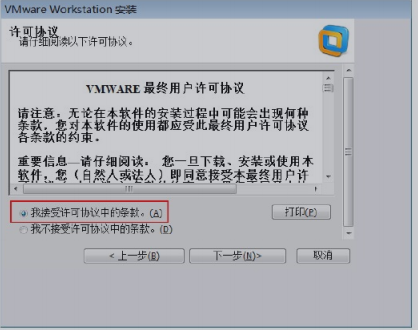 VMware Workstation 安装
许可协议
请仔细阅读以下许可协议。
VMWARE 最终用户许可协议
请注意，无论在本软件的安装过程中可能会出现何种
条款，您对本软件的使用都应受此最终用户许可协议
各条款的约束。
重要信息—请仔细阅读： 您一旦下载、安装或使用本
软件，您（自然人或法人）即同意接受本最终用户许
我接受许可协议中的条款。(A)
打印(P)
我不接受许可协议中的条款。(D)
< 上一步(B)
下一步(N)>
取消